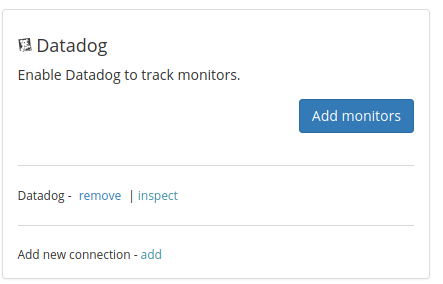 Datadog
Enable Datadog to track monitors.
Add monitors
Datadog - remove | inspect
Add new connection - add